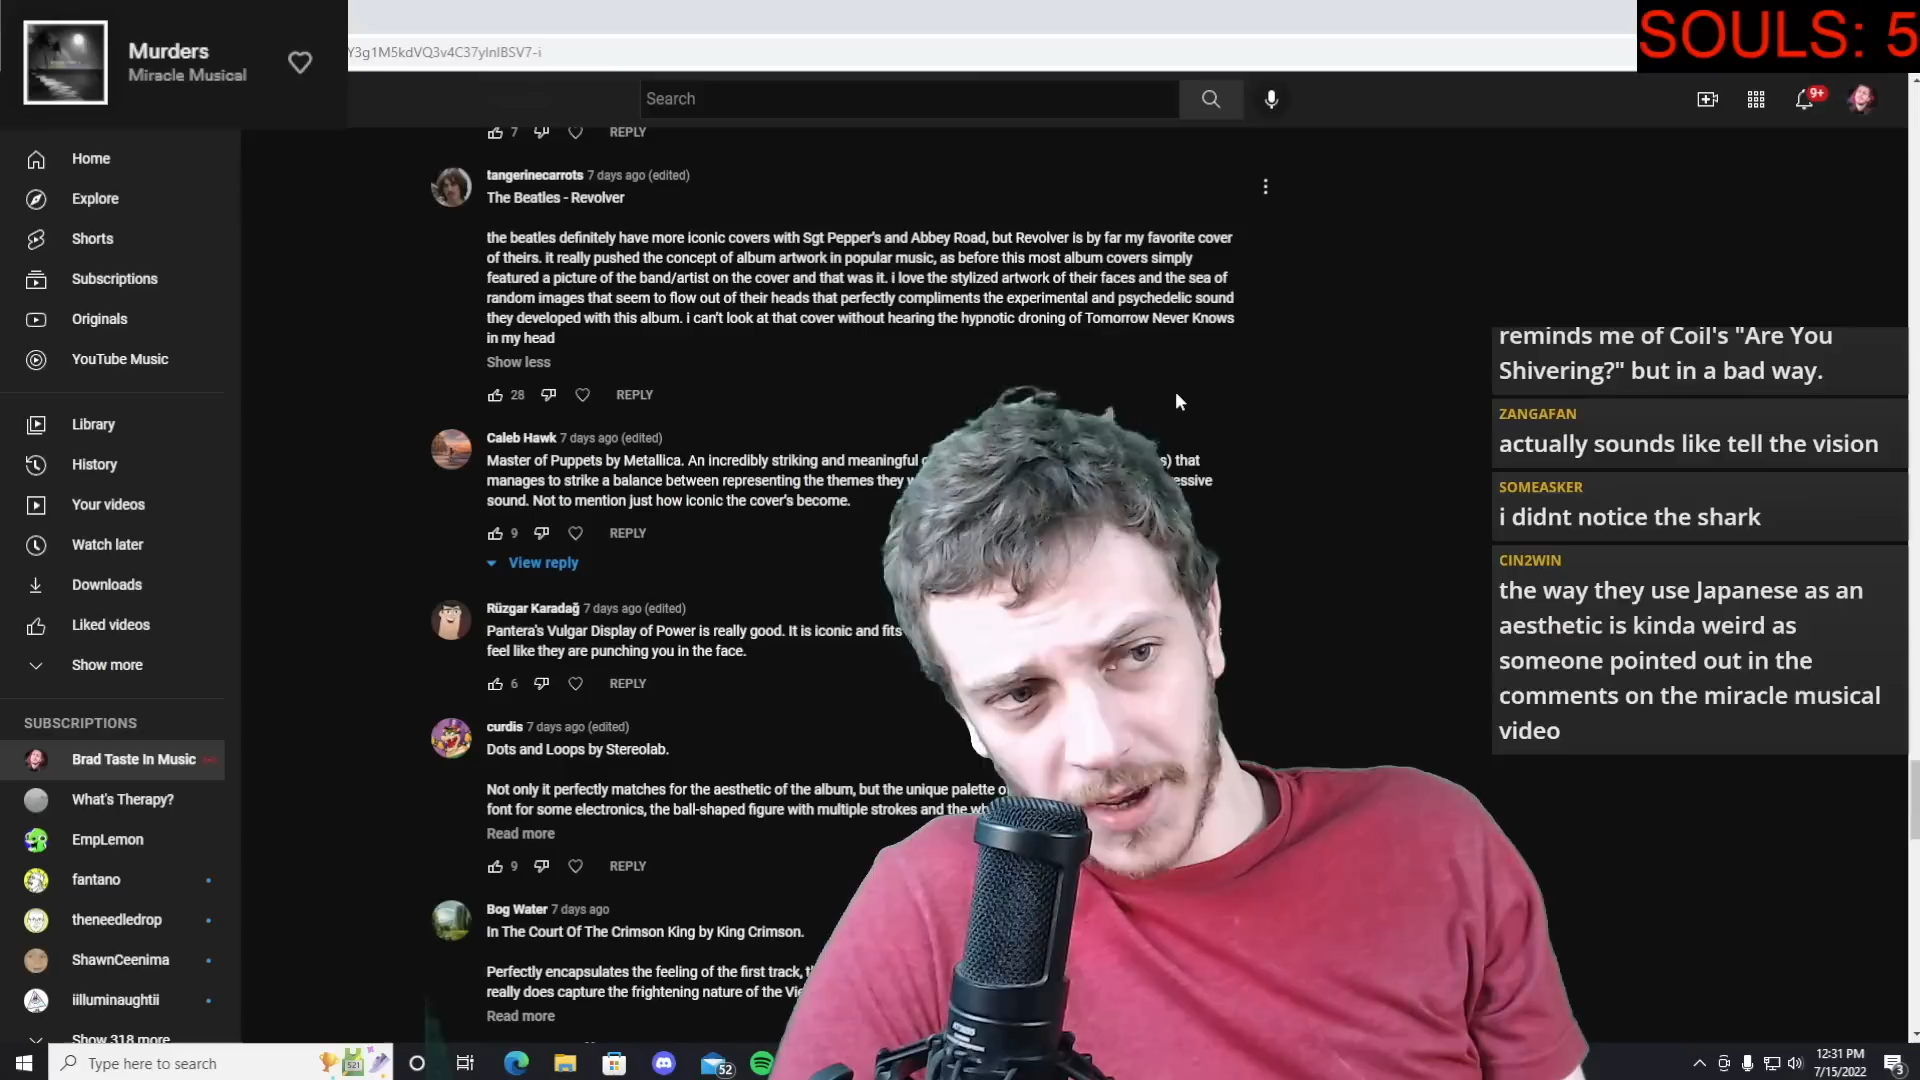 Murders
Miracle Musical
Y3g1M5kdVQ3v4C37ylnlBSV7-i
SOULS: 5
Search
9+
Home
Explore
Shorts
Subscriptions
Originals
YouTube Music
Library
History
Your videos
Watch later
Downloads
Liked videos
Show more
SUBSCRIPTIONS
Brad Taste In Music
What's Therapy?
EmpLemon
fantano
theneedledrop
ShawnCeenima
iilluminaughtii
Show 318 more
7 REPLY
tangerinecarrots 7 days ago (edited)
The Beatles - Revolver
the beatles definitely have more iconic covers with Sgt Pepper's and Abbey Road, but Revolver is by far my favorite cover
of theirs. it really pushed the concept of album artwork in popular music, as before this most album covers simply
featured a picture of the band/artist on the cover and that was it. i love the stylized artwork of their faces and the sea of
random images that seem to flow out of their heads that perfectly compliments the experimental and psychedelic sound
they developed with this album. i can't look at that cover without hearing the hypnotic droning of Tomorrow Never Knows
in my head
Show less
28 REPLY
Caleb Hawk 7 days ago (edited)
Master of Puppets by Metallica. An incredibly striking and meaningful s) that
manages to strike a balance between representing the themes they essive
sound. Not to mention just how iconic the cover's become.
9 REPLY
View reply
Rüzgar Karadağ 7 days ago (edited)
Pantera's Vulgar Display of Power is really good. It is iconic and fits
feel like they are punching you in the face.
6 REPLY
curdis 7 days ago (edited)
Dots and Loops by Stereolab.
Not only it perfectly matches for the aesthetic of the album, but the unique palette
font for some electronics, the ball-shaped figure with multiple strokes and the
Read more
9 REPLY
Bog Water 7 days ago
In The Court Of The Crimson King by King Crimson.
Perfectly encapsulates the feeling of the first track,
really does capture the frightening nature of the
Read more
reminds me of Coil's "Are You
Shivering?" but in a bad way.
ZANGAFAN
actually sounds like tell the vision
SOMEASKER
i didnt notice the shark
CIN2WIN
the way they use Japanese as an
aesthetic is kinda weird as
someone pointed out in the
comments on the miracle musical
video
Type here to search
521
52
12:31 PM
7/15/2022
3